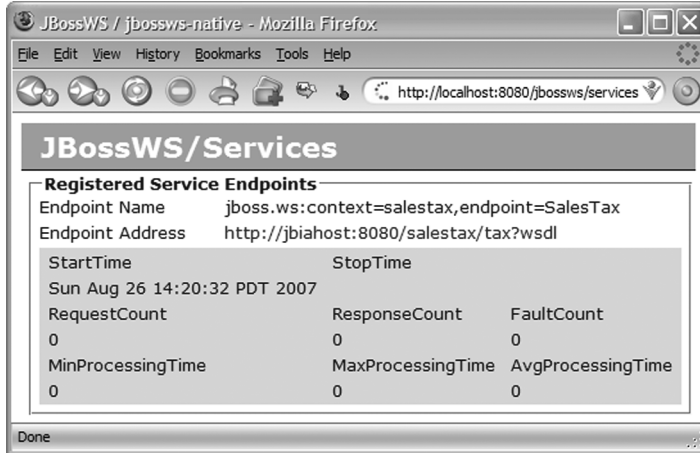 JBossWS / jbossws-native - Mozilla Firefox
File Edit View History Bookmarks Tools Help
http://localhost:8080/jbossws/services
JBossWS/Services
Registered Service Endpoints
Endpoint Name jboss.ws:context=salestax,endpoint=SalesTax
Endpoint Address http://jbiahost:8080/salestax/tax?wsdl
StartTime StopTime
Sun Aug 26 14:20:32 PDT 2007
RequestCount ResponseCount FaultCount
0 0 0
MinProcessingTime MaxProcessingTime AvgProcessingTime
0 0 0
Done